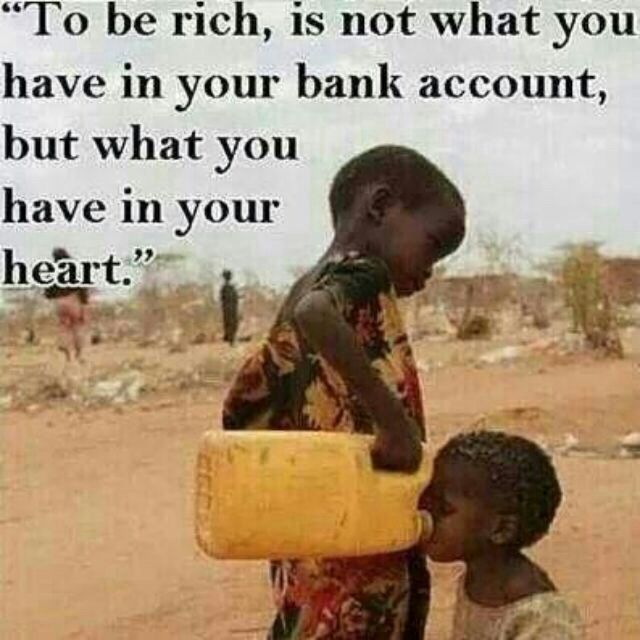 “To be rich, is not what you
have in your bank account,
but what you
have in your
heart.”